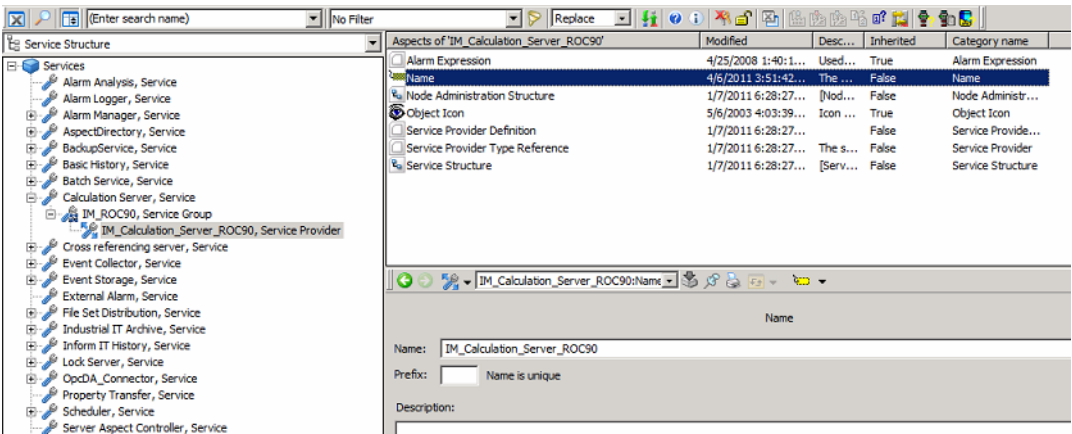 (Enter search name) No Filter Replace
Service Structure
Services
Alarm Analysis, Service
Alarm Logger, Service
Alarm Manager, Service
AspectDirectory, Service
BackupService, Service
Basic History, Service
Batch Service, Service
Calculation Server, Service
IM_ROC90, Service Group
IM_Calculation_Server_ROC90, Service Provider
Cross referencing server, Service
Event Collector, Service
Event Storage, Service
External Alarm, Service
File Set Distribution, Service
Industrial IT Archive, Service
Inform IT History, Service
Lock Server, Service
OpcDA_Connector, Service
Property Transfer, Service
Scheduler, Service
Server Aspect Controller, Service
Aspects of 'IM_Calculation_Server_ROC90' Modified Desc... Inherited Category name
Alarm Expression 4/25/2008 1:40:1... Used... True Alarm Expression
Name 4/6/2011 3:51:42... The ... False Name
Node Administration Structure 1/7/2011 6:28:27... [Nod... False Node Administr...
Object Icon 5/6/2003 4:03:39... Icon ... True Object Icon
Service Provider Definition 1/7/2011 6:28:27... False Service Provide...
Service Provider Type Reference 1/7/2011 6:28:27... The s... False Service Provider
Service Structure 1/7/2011 6:28:27... [Serv... False Service Structure
IM_Calculation_Server_ROC90:Name
Name
Name: IM_Calculation_Server_ROC90
Prefix: Name is unique
Description: